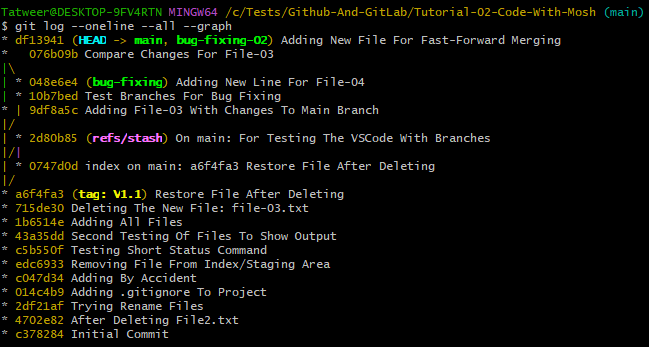 Tatweer@DESKTOP-9FV4RTN MINGW64 /c/Tests/Github-And-GitLab/Tutorial-02-Code-With-Mosh (main)
$ git log --oneline --all --graph
* df13941 (HEAD -> main, bug-fixing-02) Adding New File For Fast-Forward Merging
*   076b09b Compare Changes For File-03
|\
| * 048e6e4 (bug-fixing) Adding New Line For File-04
| * 10b7bed Test Branches For Bug Fixing
* | 9df8a5c Adding File-03 With Changes To Main Branch
|/
| * 2d80b85 (refs/stash) On main: For Testing The VSCode With Branches
|/|
| * 0747d0d index on main: a6f4fa3 Restore File After Deleting
|/
* a6f4fa3 (tag: V1.1) Restore File After Deleting
* 715de30 Deleting The New File: file-03.txt
* 1b6514e Adding All Files
* 43a35dd Second Testing Of Files To Show Output
* c5b550f Testing Short Status Command
* edc6933 Removing File From Index/Staging Area
* c047d34 Adding By Accident
* 014c4b9 Adding .gitignore To Project
* 2df21af Trying Rename Files
* 4702e82 After Deleting File2.txt
* c378284 Initial Commit